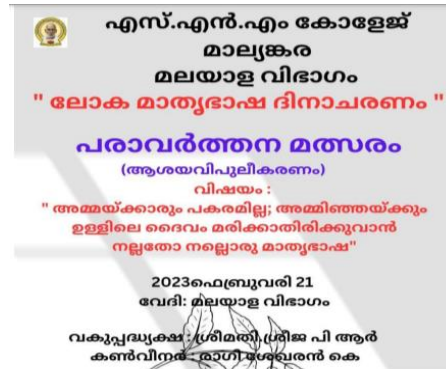 എസ്.എൻ.എം കോളേജ്
മാല്യങ്കര
മലയാള വിഭാഗം
" ലോക മാതൃഭാഷ ദിനാചരണം "
പരാവർത്തന മത്സരം
(ആശയവിപുലീകരണം)
വിഷയം :
" അമ്മയ്ക്കാരും പകരമില്ല; അമ്മിഞ്ഞയ്ക്കും
ഉള്ളിലെ ദൈവം മരിക്കാതിരിക്കുവാൻ
നല്ലതോ നല്ലൊരു മാതൃഭാഷ"
2023ഫെബ്രുവരി 21
വേദി: മലയാള വിഭാഗം
വകുപ്പദ്ധ്യക്ഷ : ശ്രീമതി ശ്രീജ പി ആർ
കൺവീനർ : രാഗി ശേഖരൻ കെ